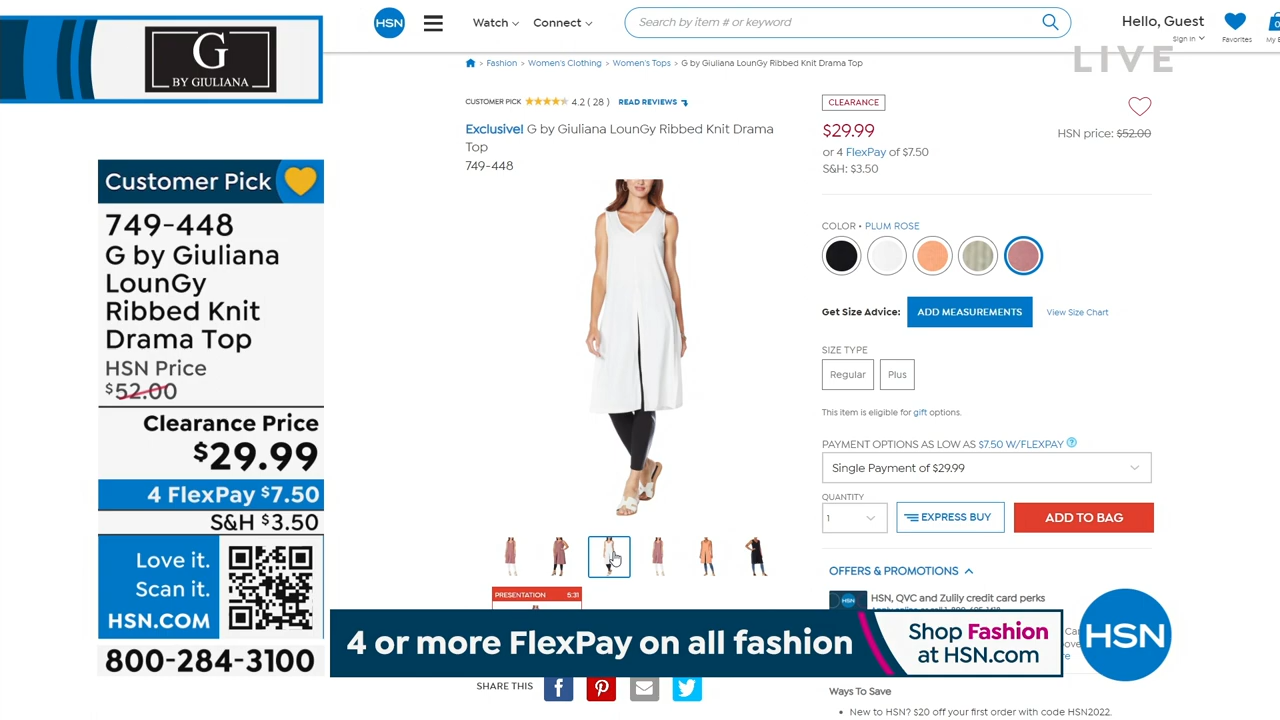 G
BY GIULIANA
Customer Pick
749-448
G by Giuliana
LounGy
Ribbed Knit
Drama Top
HSN Price
$52.00
Clearance Price
$29.99
4 FlexPay $7.50
S&H $3.50
Love it.
Scan it.
HSN.COM
800-284-3100
HSN
Watch
Connect
Search by item # or keyword
Hello, Guest
Sign In
Favorites
0
My B
LIVE
> Fashion > Women's Clothing > Women's Tops > G by Giuliana LounGy Ribbed Knit Drama Top
CUSTOMER PICK 4.2 ( 28 ) READ REVIEWS
Exclusive! G by Giuliana LounGy Ribbed Knit Drama
Top
749-448
CLEARANCE
$29.99
HSN price: $52.00
or 4 FlexPay of $7.50
S&H: $3.50
COLOR • PLUM ROSE
Get Size Advice: ADD MEASUREMENTS View Size Chart
SIZE TYPE
Regular Plus
This item is eligible for gift options.
PAYMENT OPTIONS AS LOW AS $7.50 W/FLEXPAY ?
Single Payment of $29.99
QUANTITY
1
EXPRESS BUY
ADD TO BAG
OFFERS & PROMOTIONS
PRESENTATION 5:31
HSN
HSN, QVC and Zulily credit card perks
4 or more FlexPay on all fashion
Shop Fashion
at HSN.com
HSN
SHARE THIS
Ways To Save
• New to HSN? $20 off your first order with code HSN2022.